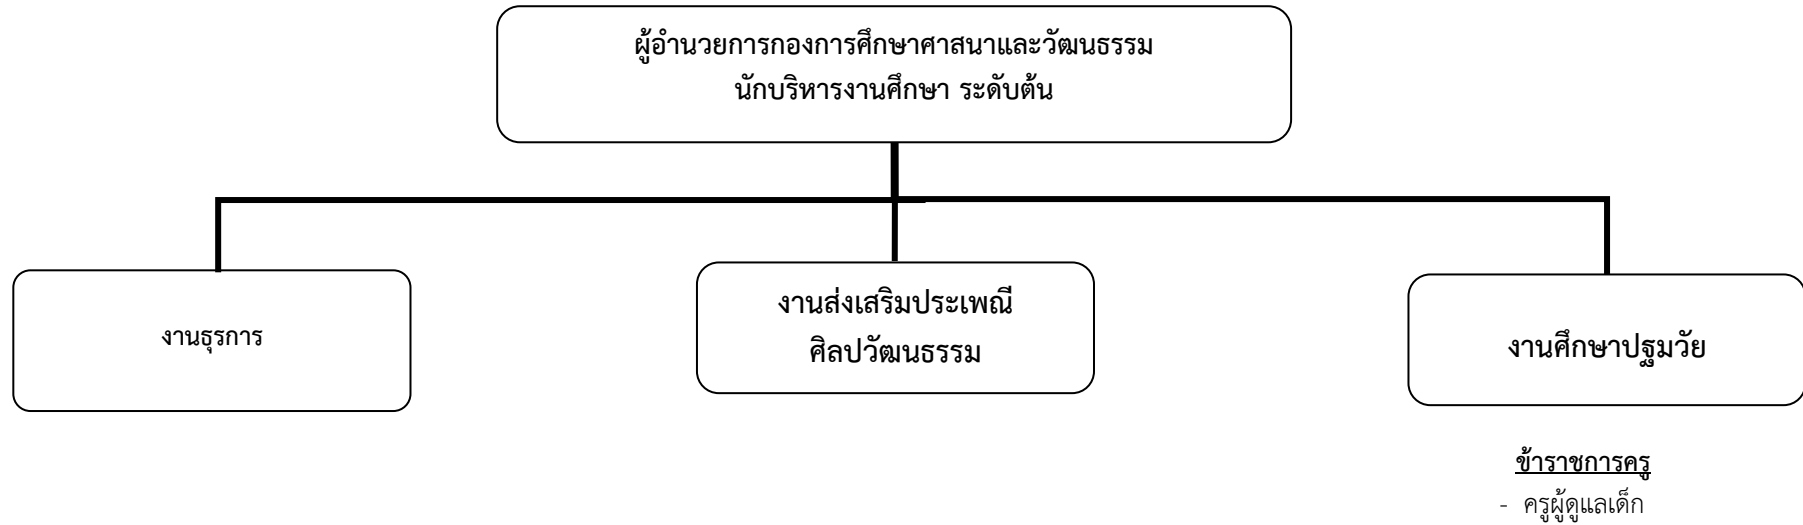 ผู้อำนวยการกองการศึกษาศาสนาและวัฒนธรรม
นักบริหารงานศึกษา ระดับต้น
งานธุรการ
งานส่งเสริมประเพณี
ศิลปวัฒนธรรม
งานศึกษาปฐมวัย
ข้าราชการครู
- ครูผู้ดูแลเด็ก